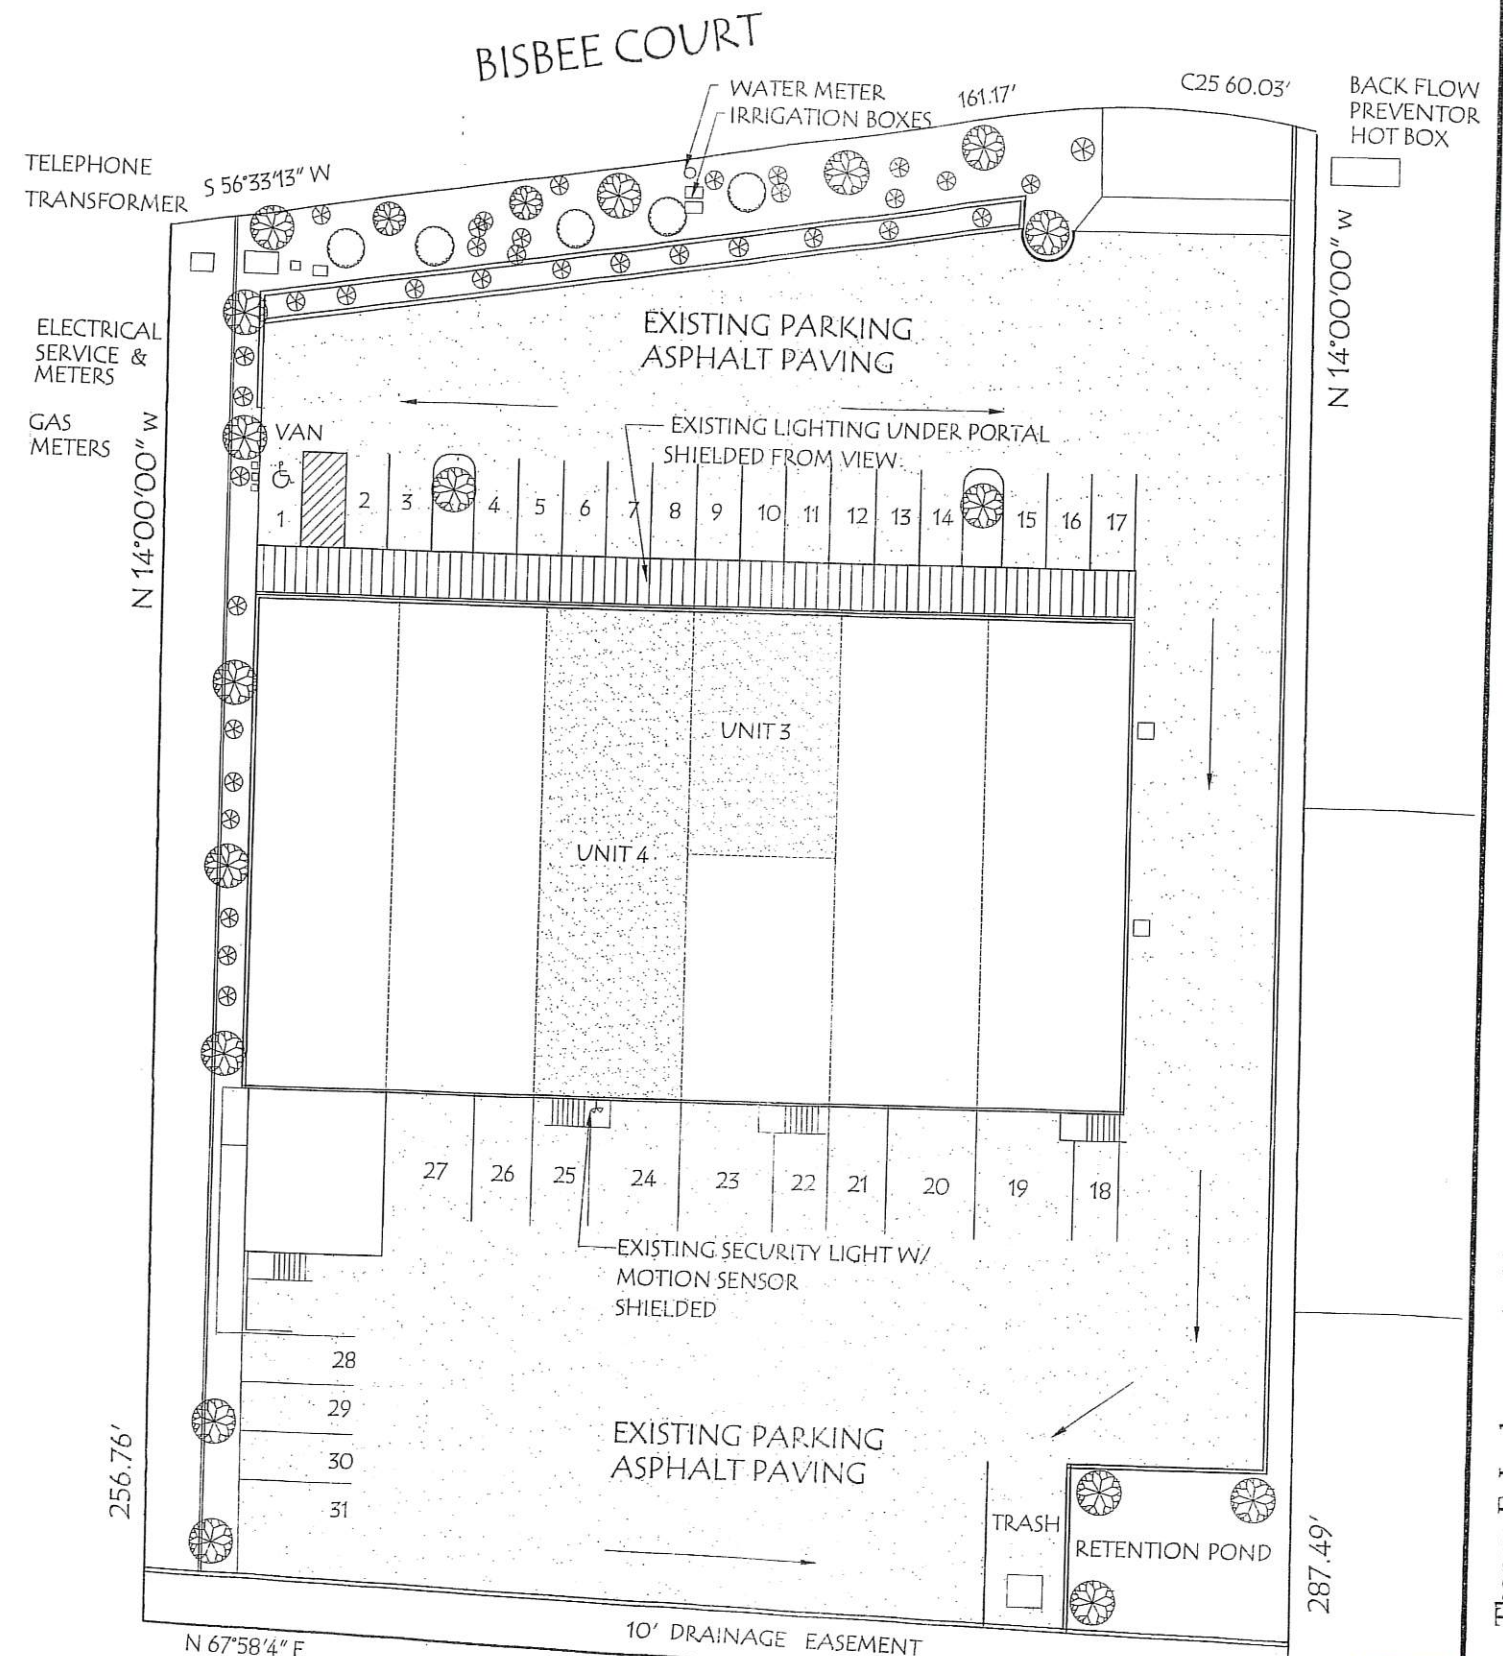 BISBEE COURT
WATER METER
IRRIGATION BOXES
161.17'
C25 60.03'
BACK FLOW
PREVENTOR
HOT BOX
TELEPHONE
TRANSFORMER
S 56°33'13" W
N 14°00'00" W
ELECTRICAL
SERVICE &
METERS
GAS
METERS
N 14°00'00" W
EXISTING PARKING
ASPHALT PAVING
VAN
EXISTING LIGHTING UNDER PORTAL
SHIELDED FROM VIEW
1 2 3 4 5 6 7 8 9 10 11 12 13 14 15 16 17
UNIT 3
UNIT 4
27 26 25 24 23 22 21 20 19 18
EXISTING SECURITY LIGHT W/
MOTION SENSOR
SHIELDED
28
29
30
31
EXISTING PARKING
ASPHALT PAVING
256.76'
TRASH
RETENTION POND
287.49'
10' DRAINAGE EASEMENT
N 67°58'4" E